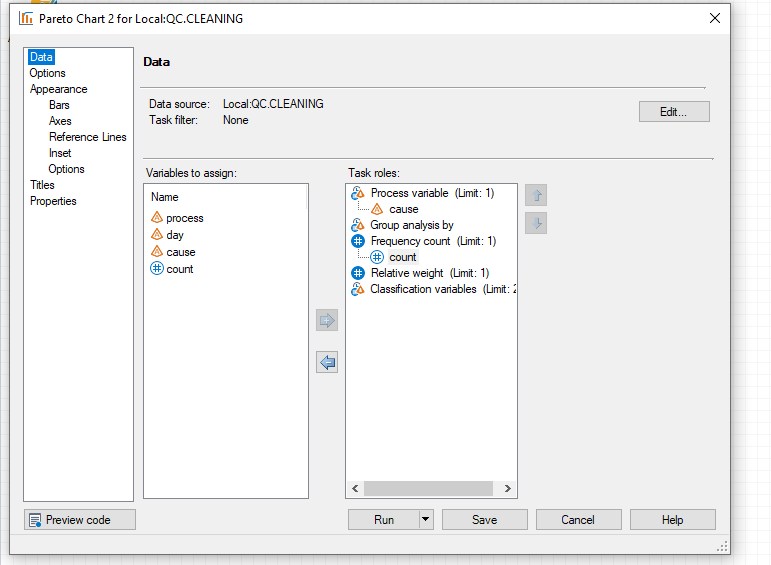 Pareto Chart 2 for Local:QC.CLEANING
Data
Options
Appearance
Bars
Axes
Reference Lines
Inset
Options
Titles
Properties
Data
Data source: Local:QC.CLEANING
Task filter: None
Edit...
Variables to assign:
Name
process
day
cause
count
Task roles:
Process variable (Limit: 1)
cause
Group analysis by
Frequency count (Limit: 1)
count
Relative weight (Limit: 1)
Classification variables (Limit: 2
Preview code
Run
Save
Cancel
Help